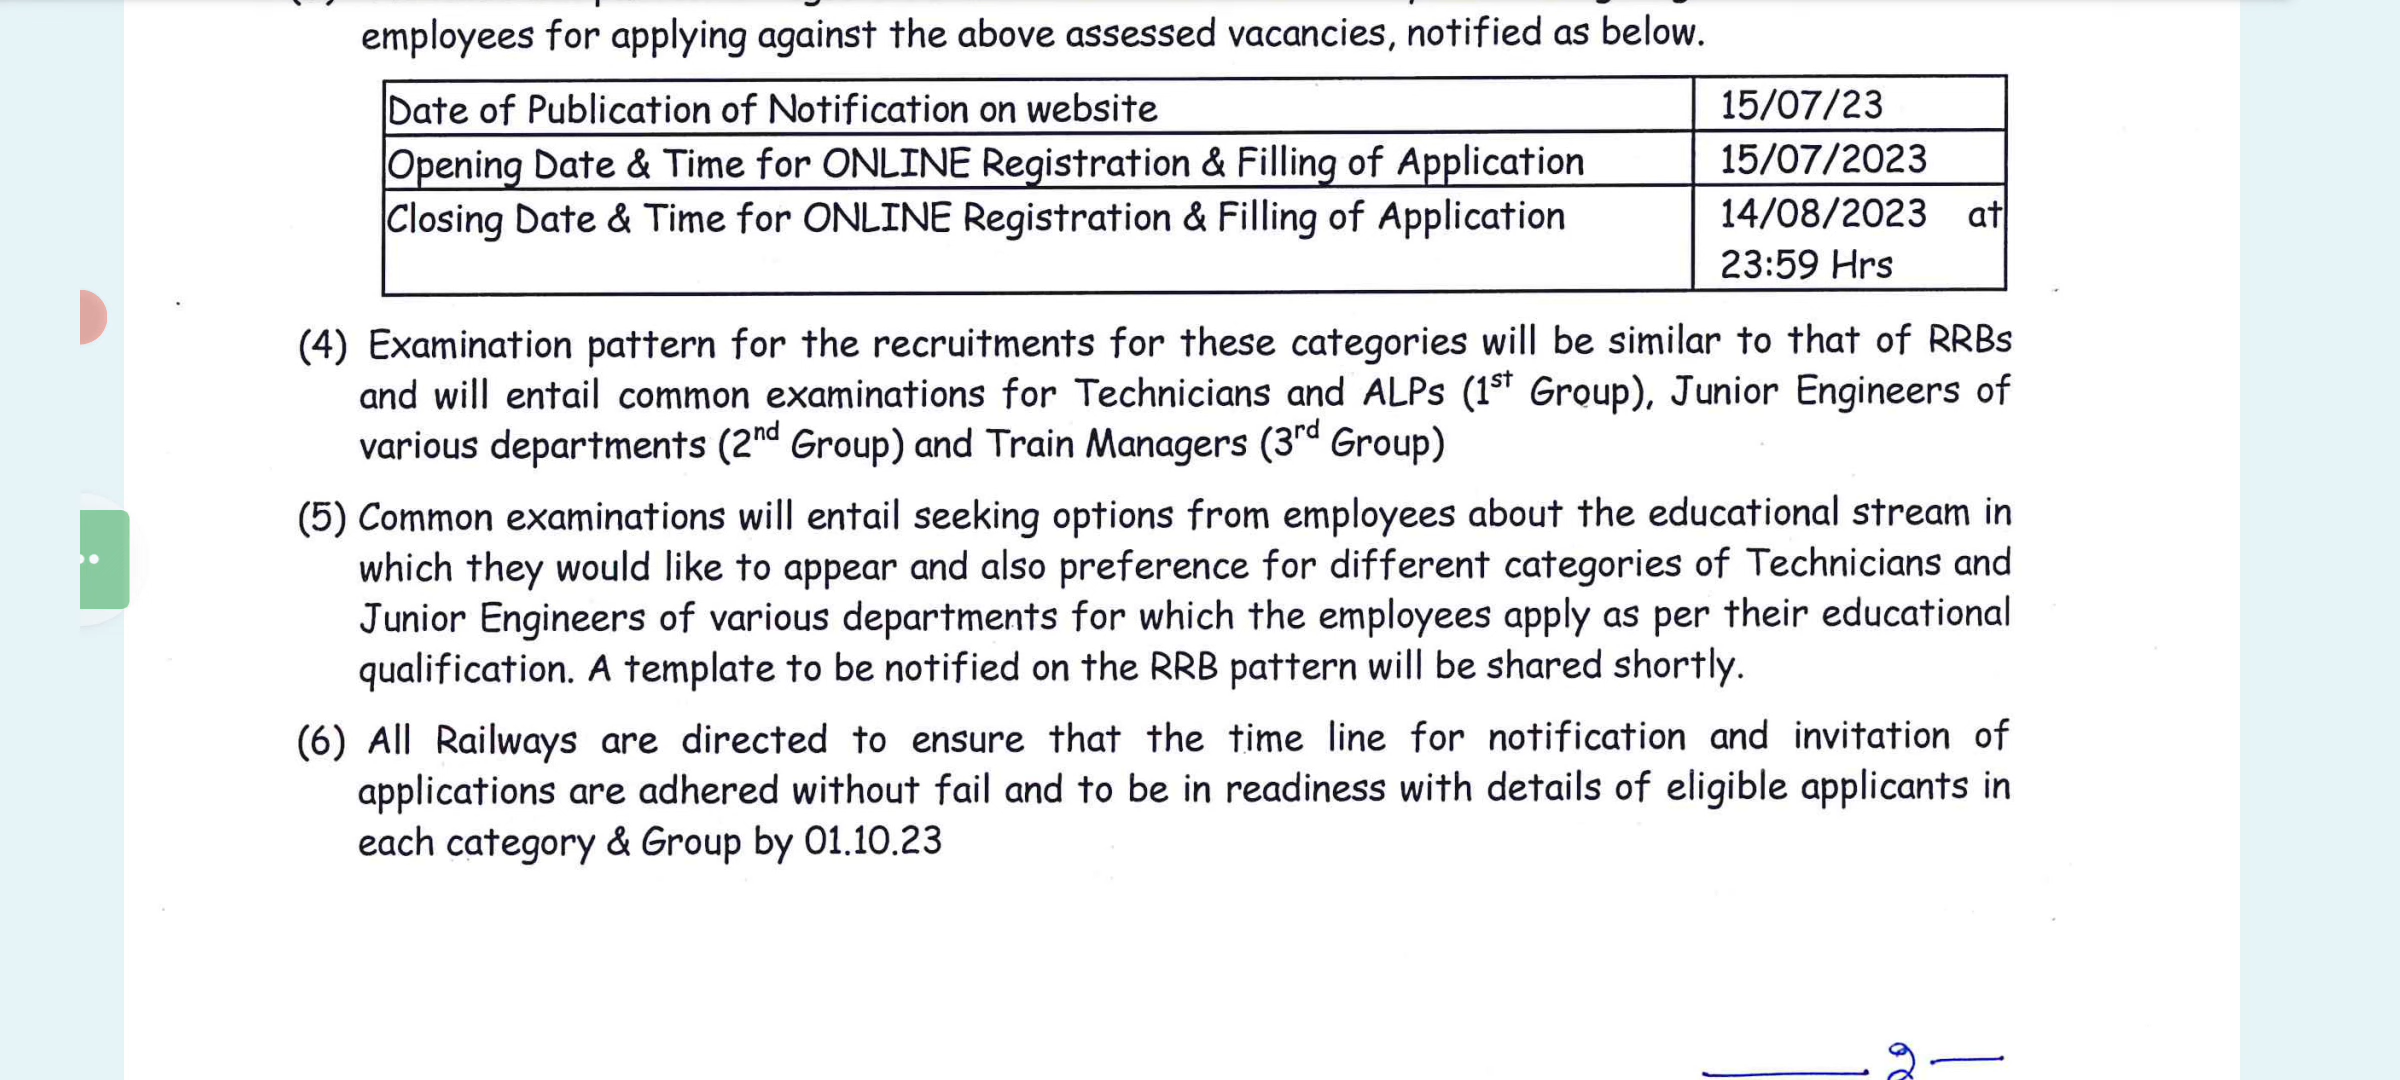 employees for applying against the above assessed vacancies, notified as below.
Date of Publication of Notification on website 15/07/23
Opening Date & Time for ONLINE Registration & Filling of Application 15/07/2023
Closing Date & Time for ONLINE Registration & Filling of Application 14/08/2023 at
23:59 Hrs
(4) Examination pattern for the recruitments for these categories will be similar to that of RRBs
and will entail common examinations for Technicians and ALPs (1st Group), Junior Engineers of
various departments (2nd Group) and Train Managers (3rd Group)
(5) Common examinations will entail seeking options from employees about the educational stream in
which they would like to appear and also preference for different categories of Technicians and
Junior Engineers of various departments for which the employees apply as per their educational
qualification. A template to be notified on the RRB pattern will be shared shortly.
(6) All Railways are directed to ensure that the time line for notification and invitation of
applications are adhered without fail and to be in readiness with details of eligible applicants in
each category & Group by 01.10.23